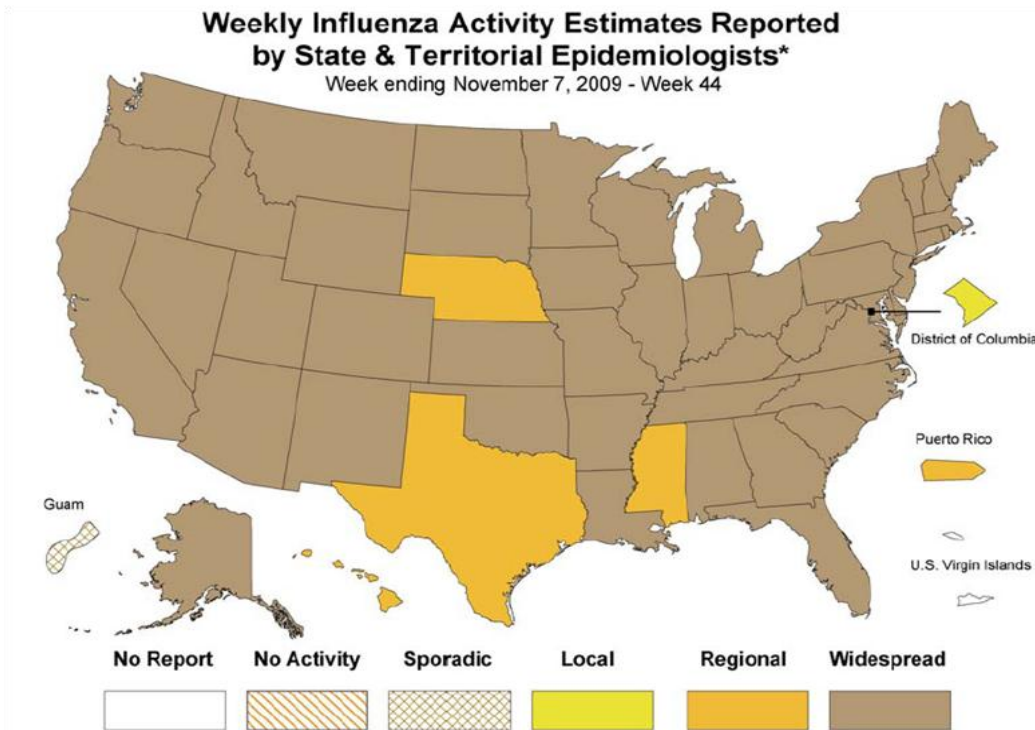 Weekly Influenza Activity Estimates Reported
by State & Territorial Epidemiologists*
Week ending November 7, 2009 - Week 44
District of Columbia
Puerto Rico
Guam
U.S. Virgin Islands
No Report No Activity Sporadic Local Regional Widespread